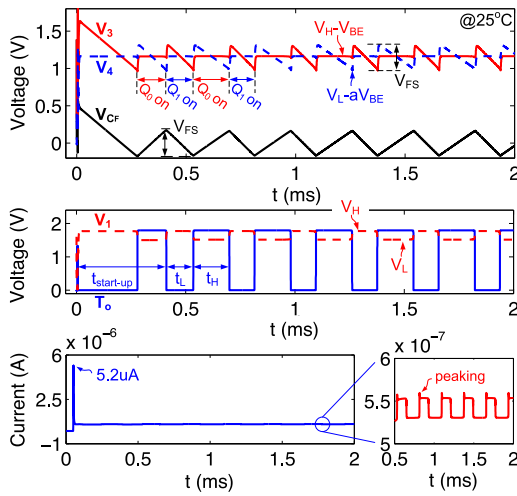 @25°C
Voltage (V)
1.8
1
0.5
0
V3
V4
VCF
VH-VBE
VL-aVBE
VFS
VFS
Q0 on
Q1 on
Q0 on
Q1 on
0 0.5 1 1.5 2
t (ms)
Voltage (V)
2
1
0
V1
VH
VL
tstart-up
tL
tH
To
0 0.5 1 1.5 2
t (ms)
Current (A)
x 10^-6
6
2.5
-1
5.2uA
0 0.5 1 1.5 2
t (ms)
x 10^-7
6
5.5
5
peaking
0.5 1 1.5 2
t (ms)